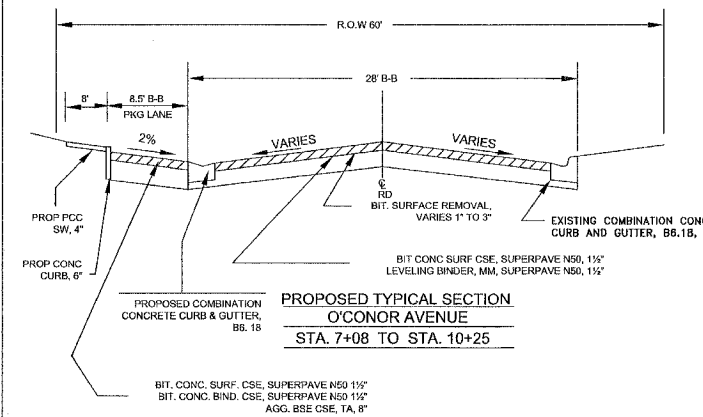 R.O.W 60'
28' B-B
8'
8.5' B-B
PKG LANE
2%
VARIES
VARIES
℄
RD
BIT. SURFACE REMOVAL,
VARIES 1" TO 3"
PROP PCC
SW, 4"
EXISTING COMBINATION CONC
CURB AND GUTTER, B6.18,
PROP CONC
CURB, 6"
BIT CONC SURF CSE, SUPERPAVE N50, 1½"
LEVELING BINDER, MM, SUPERPAVE N50, 1½"
PROPOSED COMBINATION
CONCRETE CURB & GUTTER,
B6. 18
PROPOSED TYPICAL SECTION
O'CONOR AVENUE
STA. 7+08 TO STA. 10+25
BIT. CONC. SURF. CSE, SUPERPAVE N50 1½"
BIT. CONC. BIND. CSE, SUPERPAVE N50 1½"
AGG. BSE CSE, TA, 8"